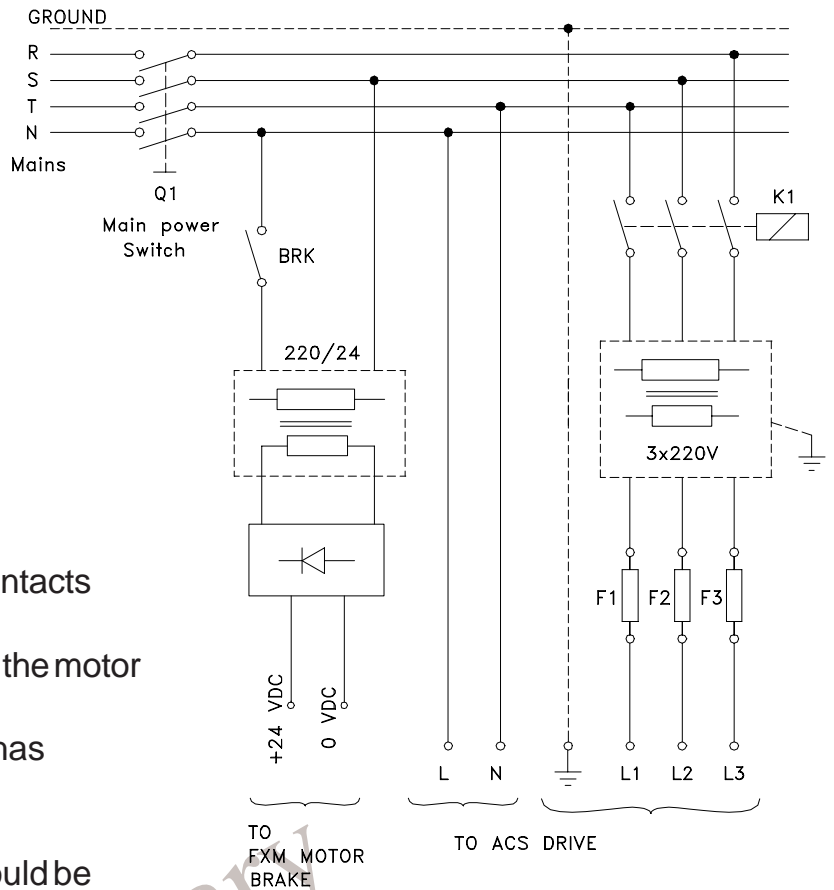 GROUND
R
S
T
N
Mains
Q1
Main power
Switch
BRK
K1
220/24
3x220V
ntacts
the motor
has
ould be
F1
F2
F3
+24 VDC
0 VDC
L
N
L1
L2
L3
TO
FXM MOTOR
BRAKE
TO ACS DRIVE